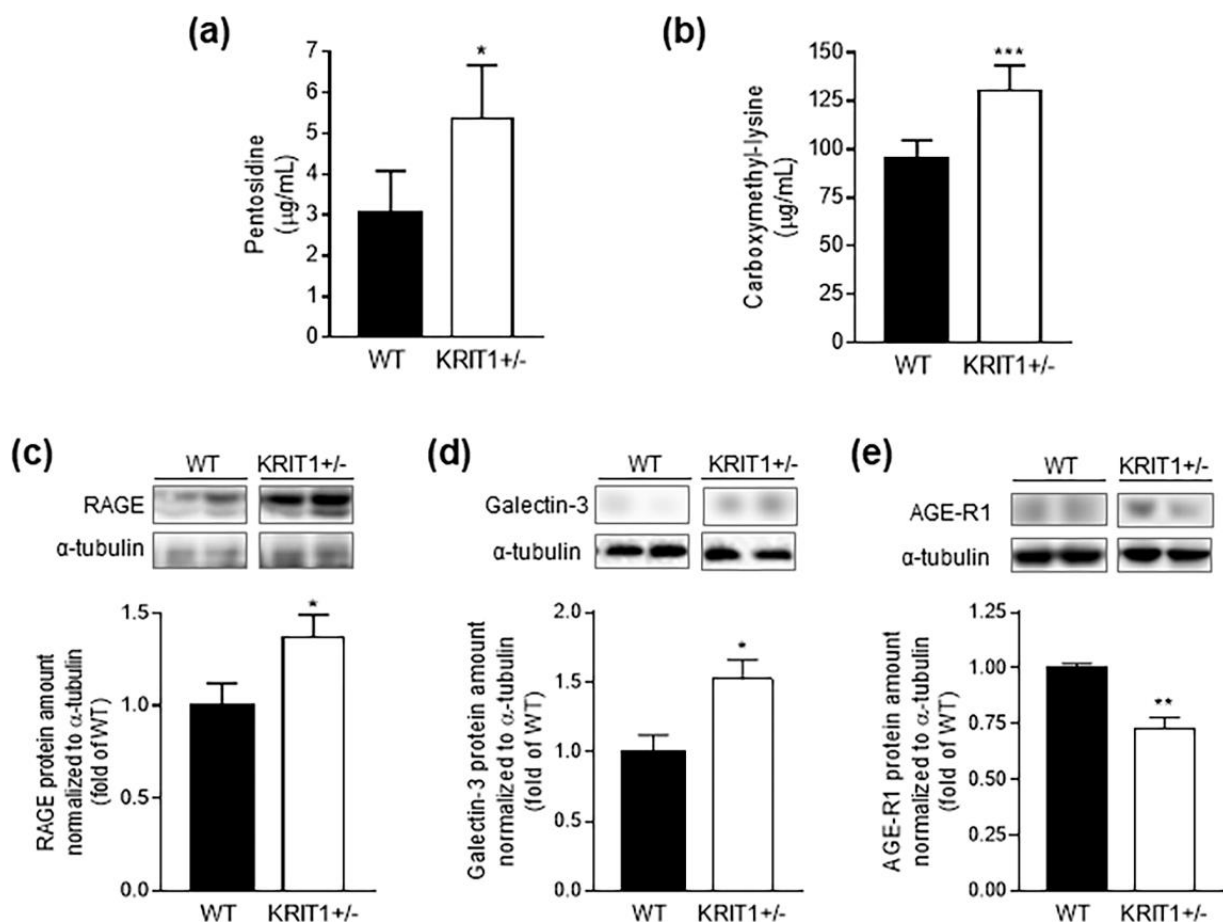 (a)
7
6
5
4
3
2
1
0
Pentosidine
(μg/mL)
*
WT
KRIT1+/-
(b)
150
125
100
75
50
25
0
Carboxymethyl-lysine
(μg/mL)
***
WT
KRIT1+/-
(c)
WT
KRIT1+/-
RAGE
α-tubulin
1.5
1.0
0.5
0.0
RAGE protein amount
normalized to α-tubulin
(fold of WT)
*
WT
KRIT1+/-
(d)
WT
KRIT1+/-
Galectin-3
α-tubulin
2.0
1.5
1.0
0.5
0.0
Galectin-3 protein amount
normalized to α-tubulin
(fold of WT)
*
WT
KRIT1+/-
(e)
WT
KRIT1+/-
AGE-R1
α-tubulin
1.25
1.00
0.75
0.50
0.25
0.00
AGE-R1 protein amount
normalized to α-tubulin
(fold of WT)
**
WT
KRIT1+/-